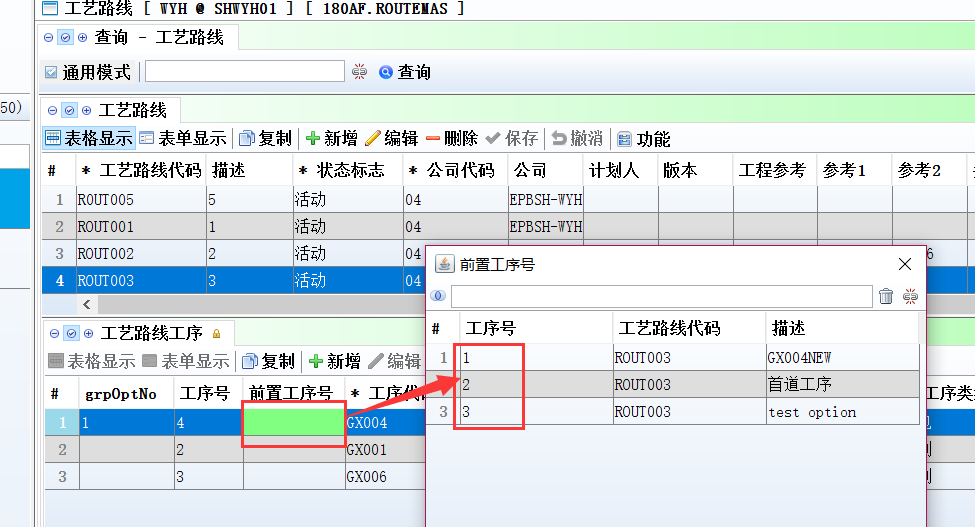 工艺路线 [ WYH @ SHWYH01 ] [ 180AF.ROUTEMAS ]
查询 - 工艺路线
通用模式 查询
50)
工艺路线
表格显示 表单显示 复制 新增 编辑 删除 保存 撤消 功能
# * 工艺路线代码 描述 * 状态标志 * 公司代码 公司 计划人 版本 工程参考 参考1 参考2
1 ROUT005 5 活动 04 EPBSH-WYH
2 ROUT001 1 活动 04 EPBSH-WYH
3 ROUT002 2 活动 04 6
4 ROUT003 3 活动 04
工艺路线工序
表格显示 表单显示 复制 新增 编辑
# grpOptNo 工序号 前置工序号 * 工序代 工序类
1 1 4 GX004
2 2 GX001
3 3 GX006
前置工序号
# 工序号 工艺路线代码 描述
1 1 ROUT003 GX004NEW
2 2 ROUT003 首道工序
3 3 ROUT003 test option